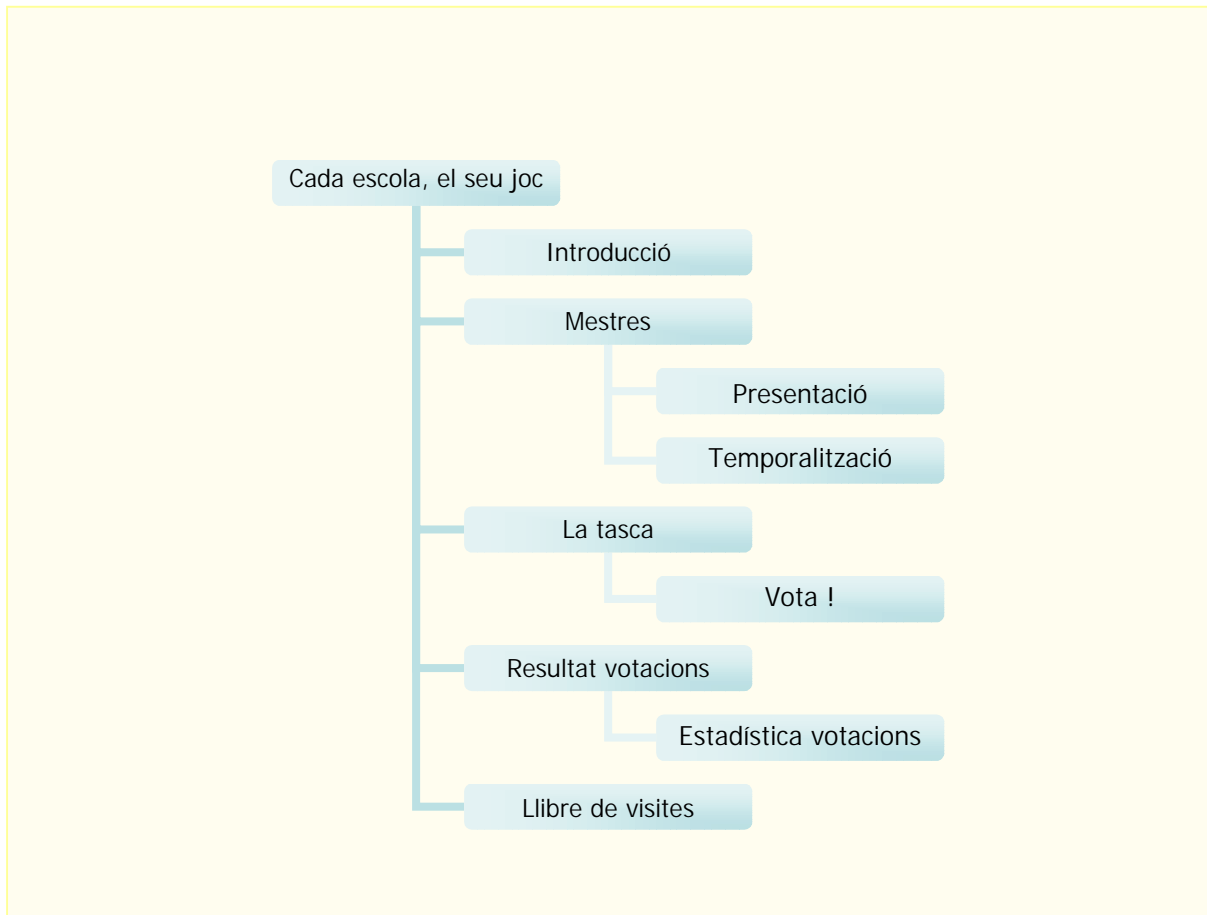 Cada escola, el seu joc
Introducció
Mestres
Presentació
Temporalització
La tasca
Vota !
Resultat votacions
Estadística votacions
Llibre de visites